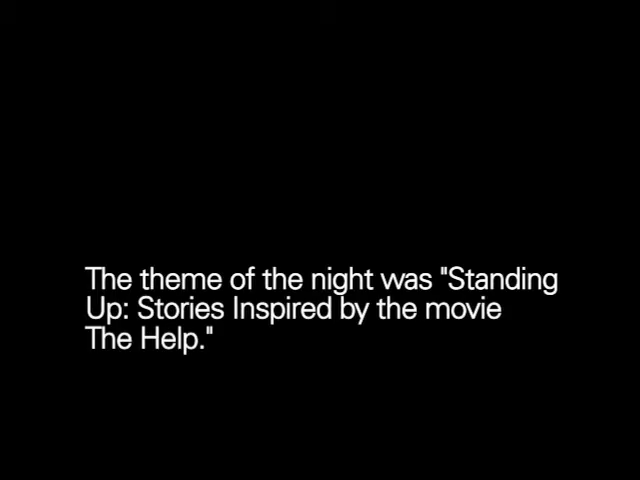 The theme of the night was "Standing
Up: Stories Inspired by the movie
The Help."